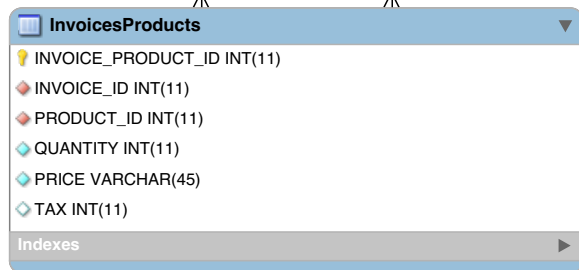 InvoicesProducts
INVOICE_PRODUCT_ID INT(11)
INVOICE_ID INT(11)
PRODUCT_ID INT(11)
QUANTITY INT(11)
PRICE VARCHAR(45)
TAX INT(11)
Indexes